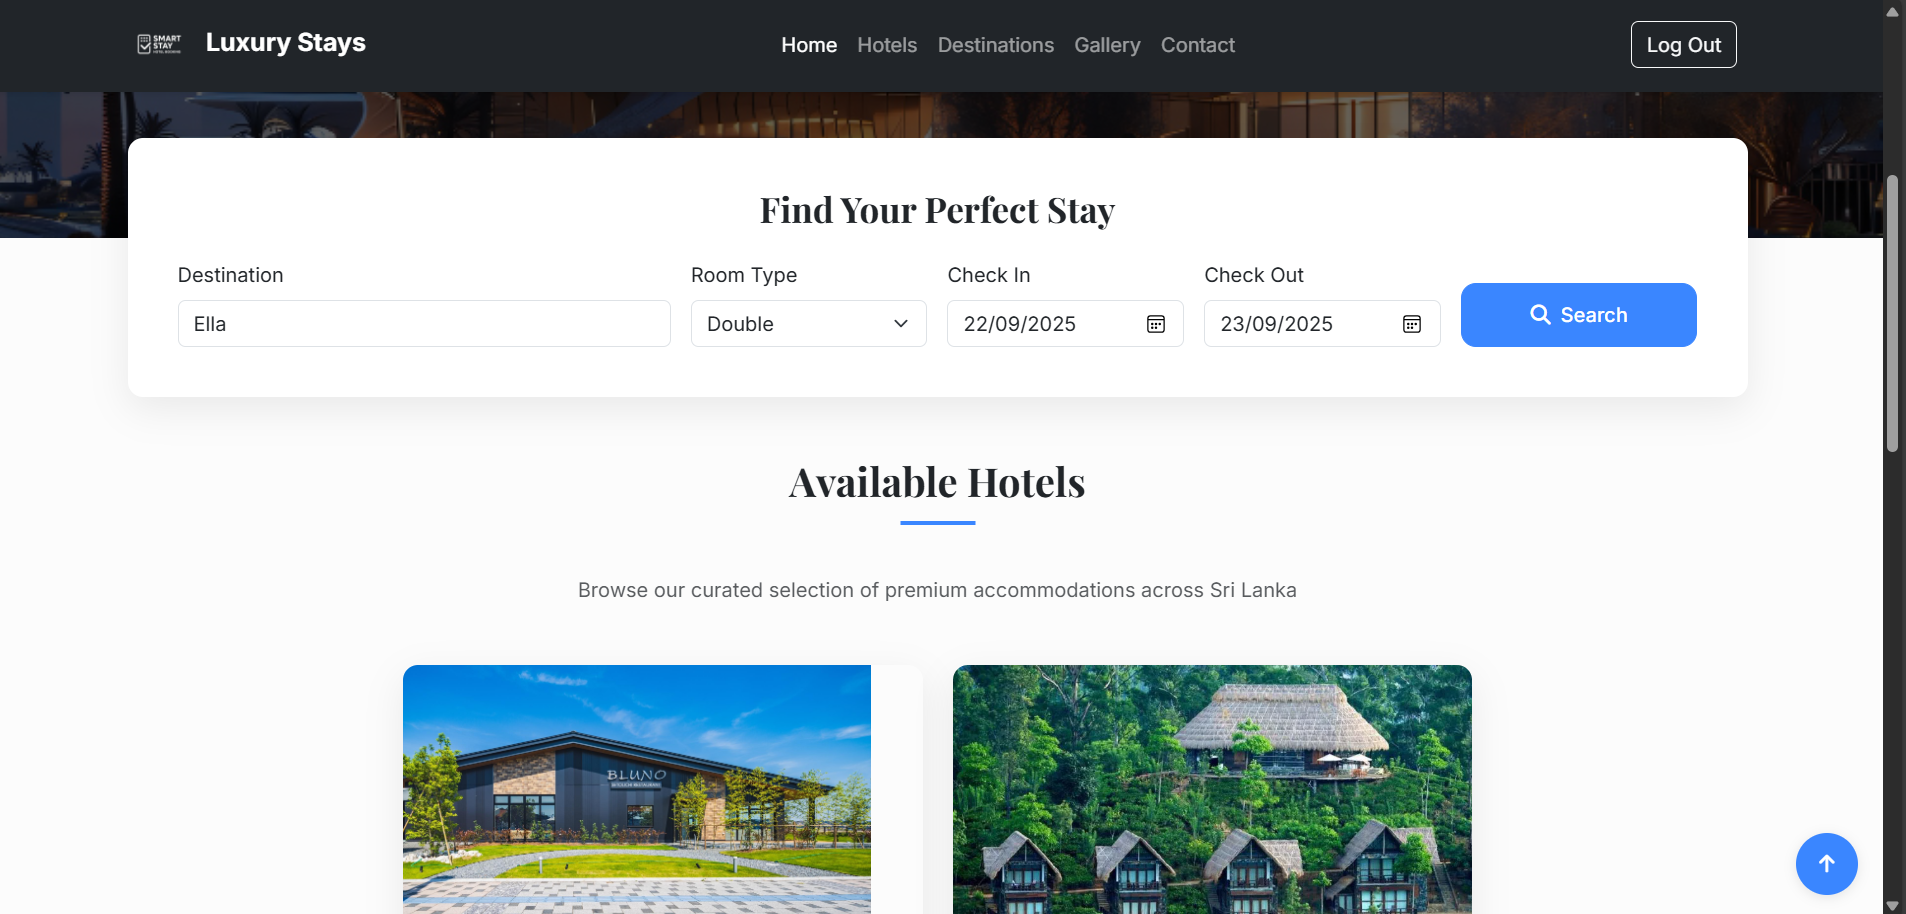 SMART
STAY
Luxury Stays
Home Hotels Destinations Gallery Contact
Log Out
Find Your Perfect Stay
Destination Room Type Check In Check Out
Ella Double 22/09/2025 23/09/2025 Search
Available Hotels
Browse our curated selection of premium accommodations across Sri Lanka
BLUNO